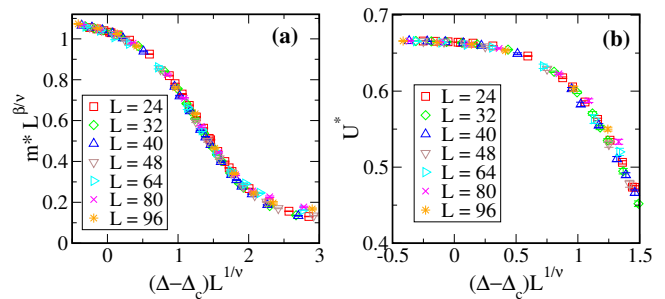 (a)
m* L^β/ν
1
0.8
0.6
0.4
0.2
0
0
1
2
3
(Δ−Δc)L^1/ν
L = 24
L = 32
L = 40
L = 48
L = 64
L = 80
L = 96
(b)
U*
0.7
0.6
0.5
0.4
-0.5
0
0.5
1
1.5
(Δ−Δc)L^1/ν
L = 24
L = 32
L = 40
L = 48
L = 64
L = 80
L = 96